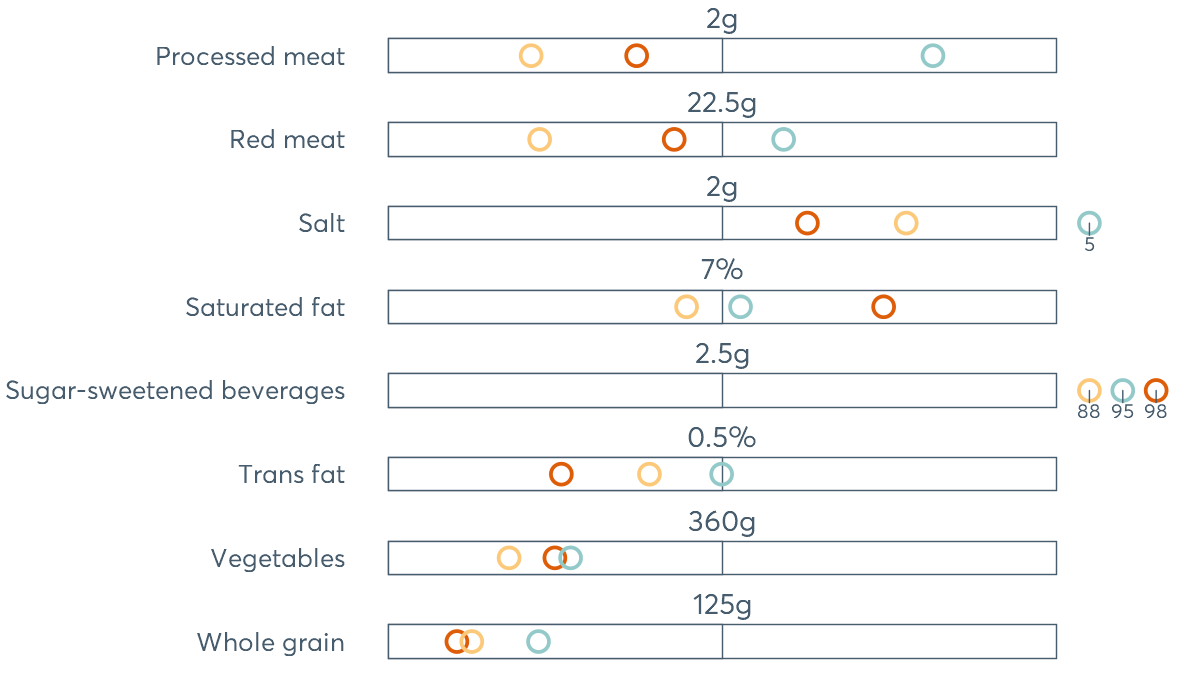 2g
Processed meat
22.5g
Red meat
2g
Salt
5
7%
Saturated fat
2.5g
Sugar-sweetened beverages
88 95 98
0.5%
Trans fat
360g
Vegetables
125g
Whole grain